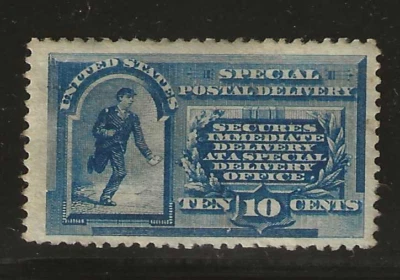 UNITED STATES
SPECIAL
POSTAL DELIVERY
SECURES
IMMEDIATE
DELIVERY
AT A SPECIAL
DELIVERY
OFFICE.
TEN 10 CENTS